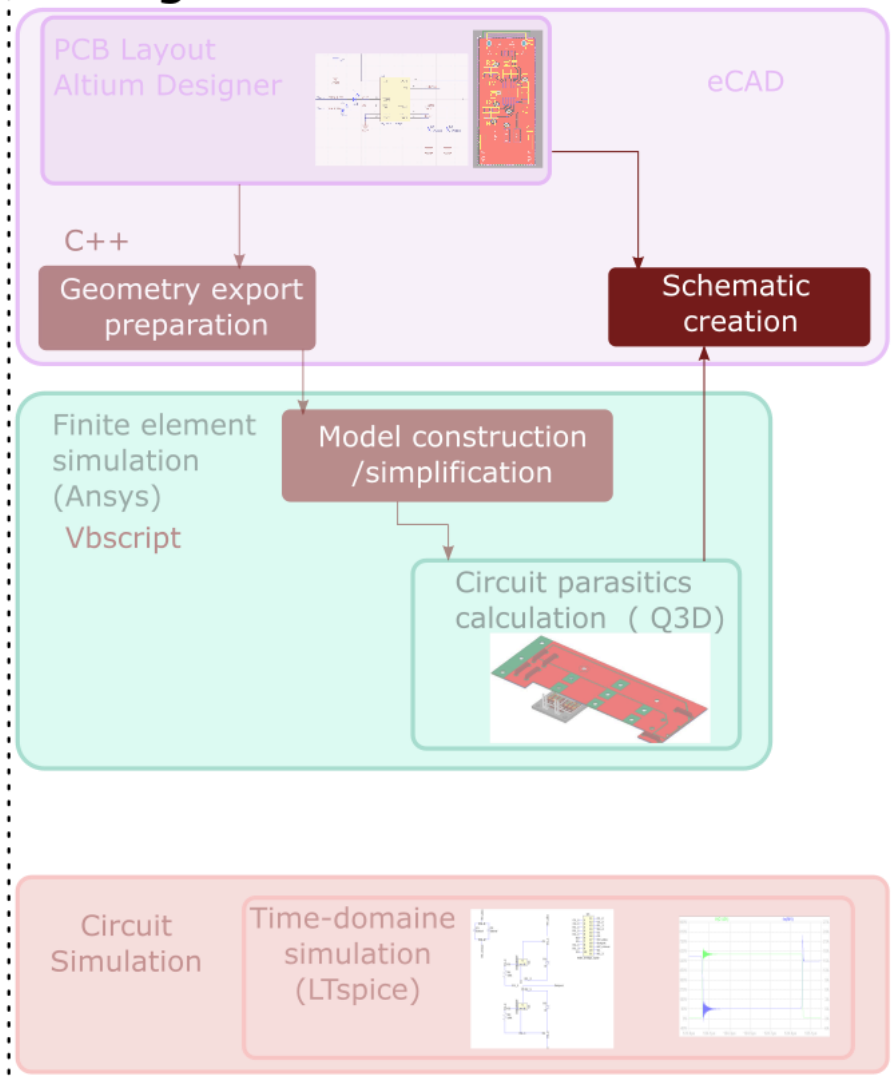 PCB Layout
Altium Designer
eCAD
C++
Geometry export
preparation
Schematic
creation
Finite element
simulation
(Ansys)
Vbscript
Model construction
/simplification
Circuit parasitics
calculation ( Q3D)
Circuit
Simulation
Time-domaine
simulation
(LTspice)